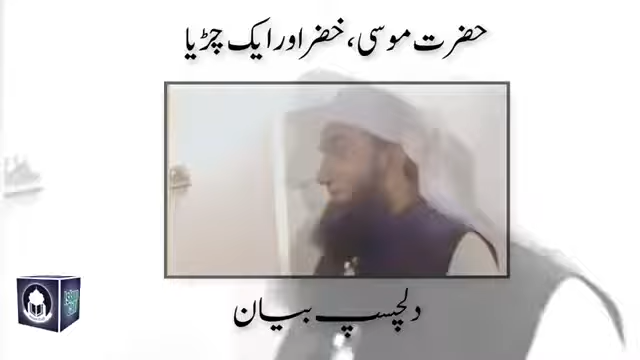 حضرت موسی، خضر اور ایک چڑیا
دلچسپ بیان